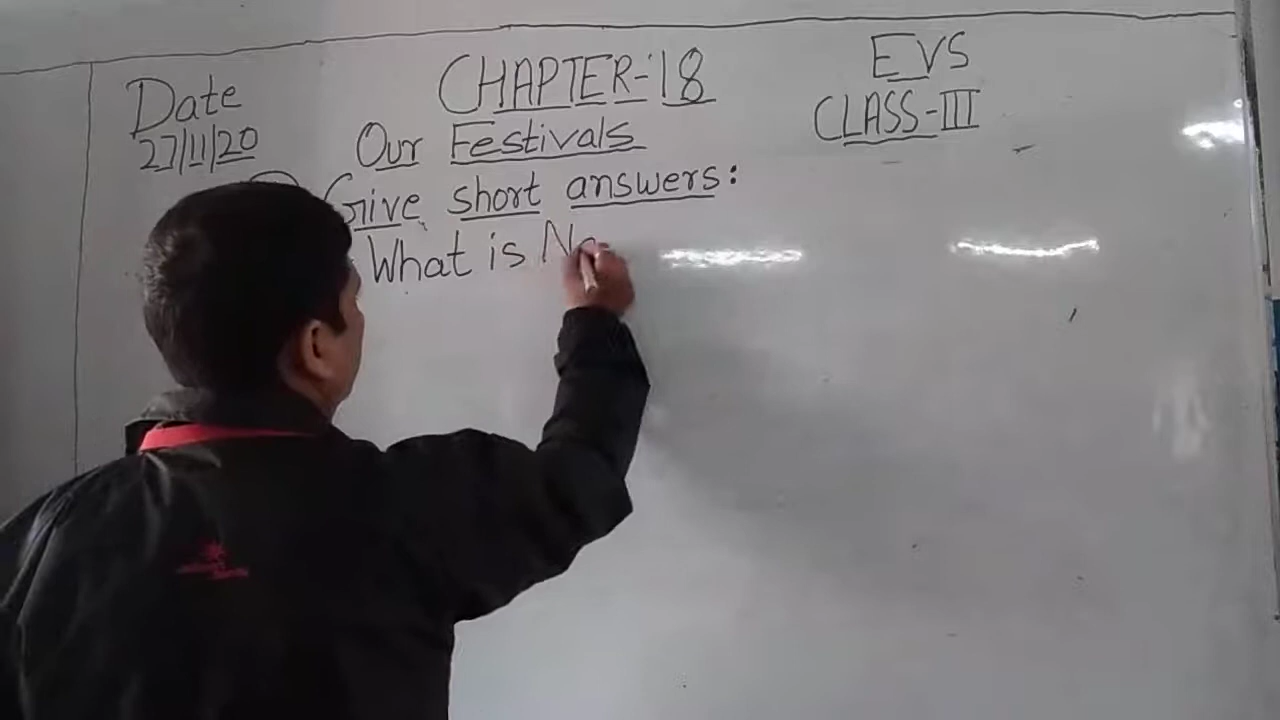 CHAPTER-18
EVS
Date
CLASS-III
27/11/20
Our Festivals
Give short answers:
What is